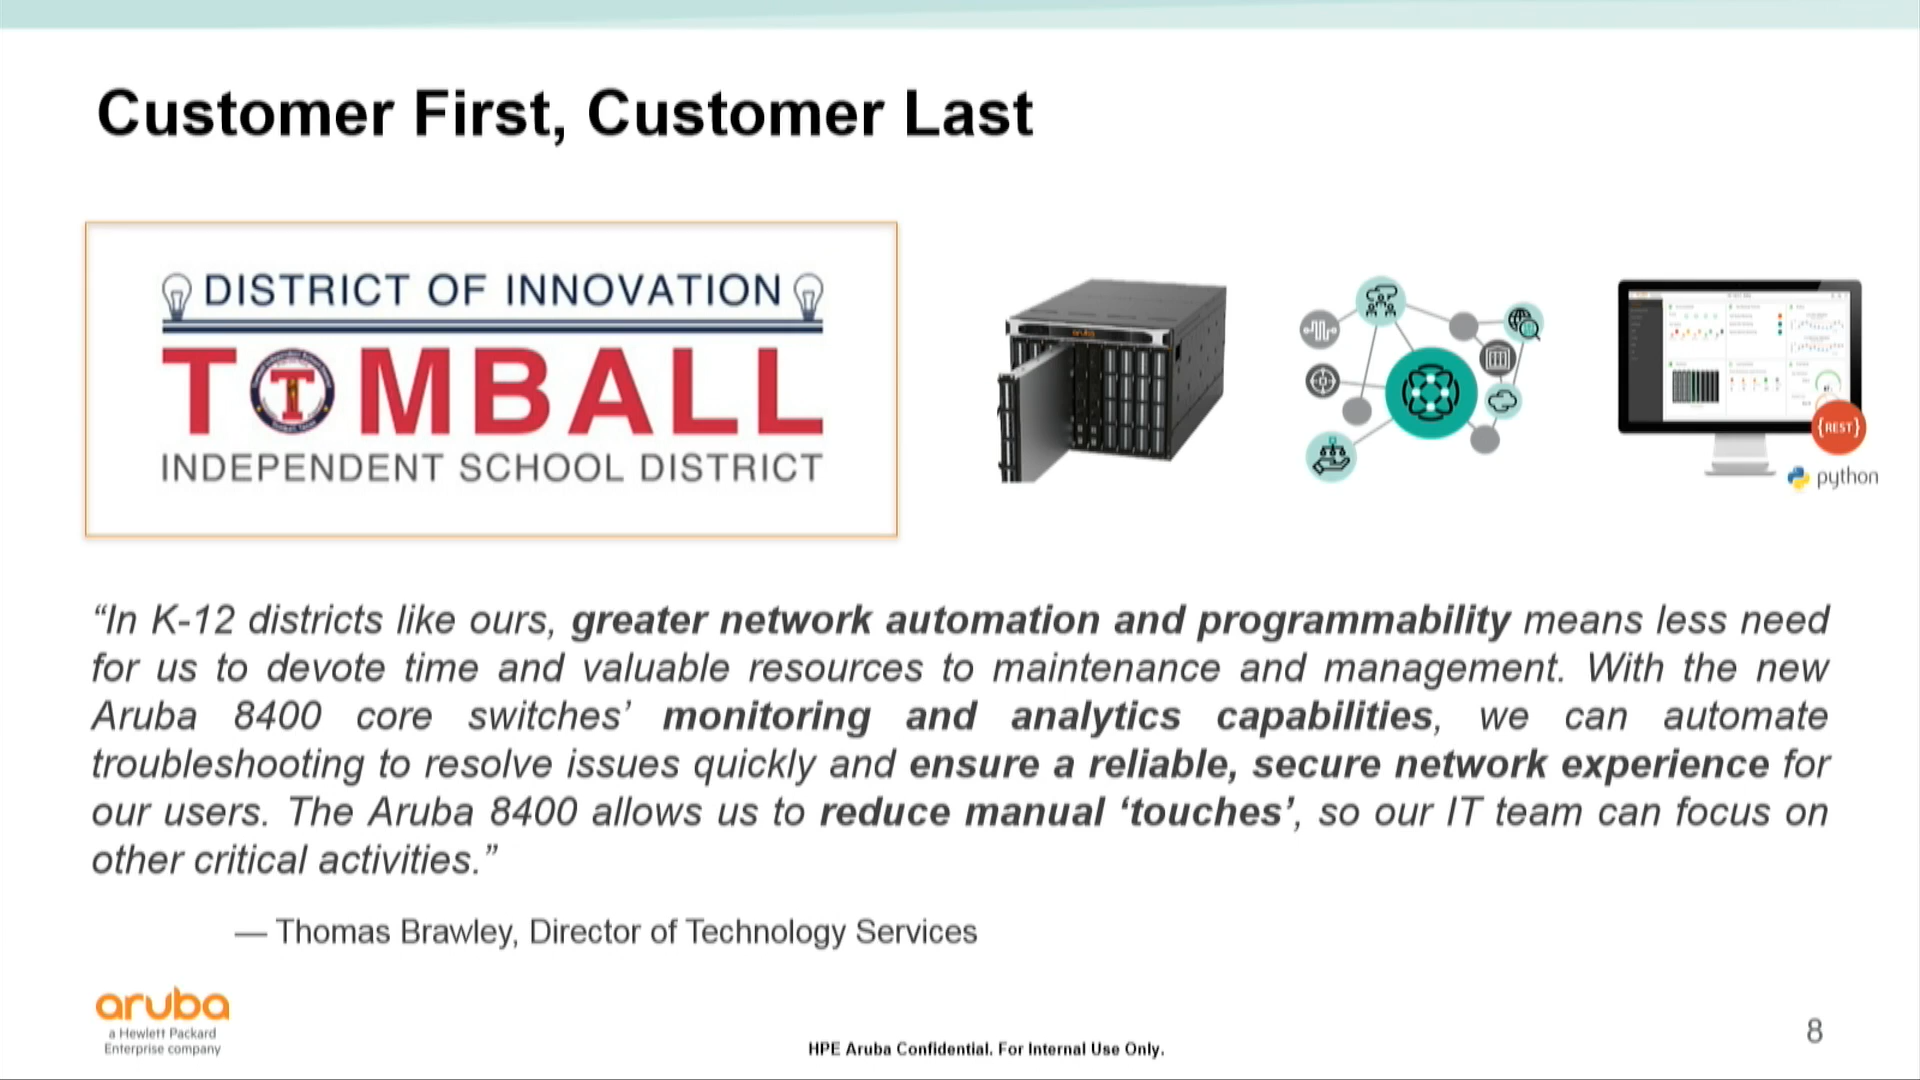 Customer First, Customer Last
DISTRICT OF INNOVATION
TOMBALL
INDEPENDENT SCHOOL DISTRICT
aruba
{REST}
python
“In K-12 districts like ours, greater network automation and programmability means less need
for us to devote time and valuable resources to maintenance and management. With the new
Aruba 8400 core switches’ monitoring and analytics capabilities, we can automate
troubleshooting to resolve issues quickly and ensure a reliable, secure network experience for
our users. The Aruba 8400 allows us to reduce manual ‘touches’, so our IT team can focus on
other critical activities.”
— Thomas Brawley, Director of Technology Services
aruba
a Hewlett Packard
Enterprise company
HPE Aruba Confidential. For Internal Use Only.
8